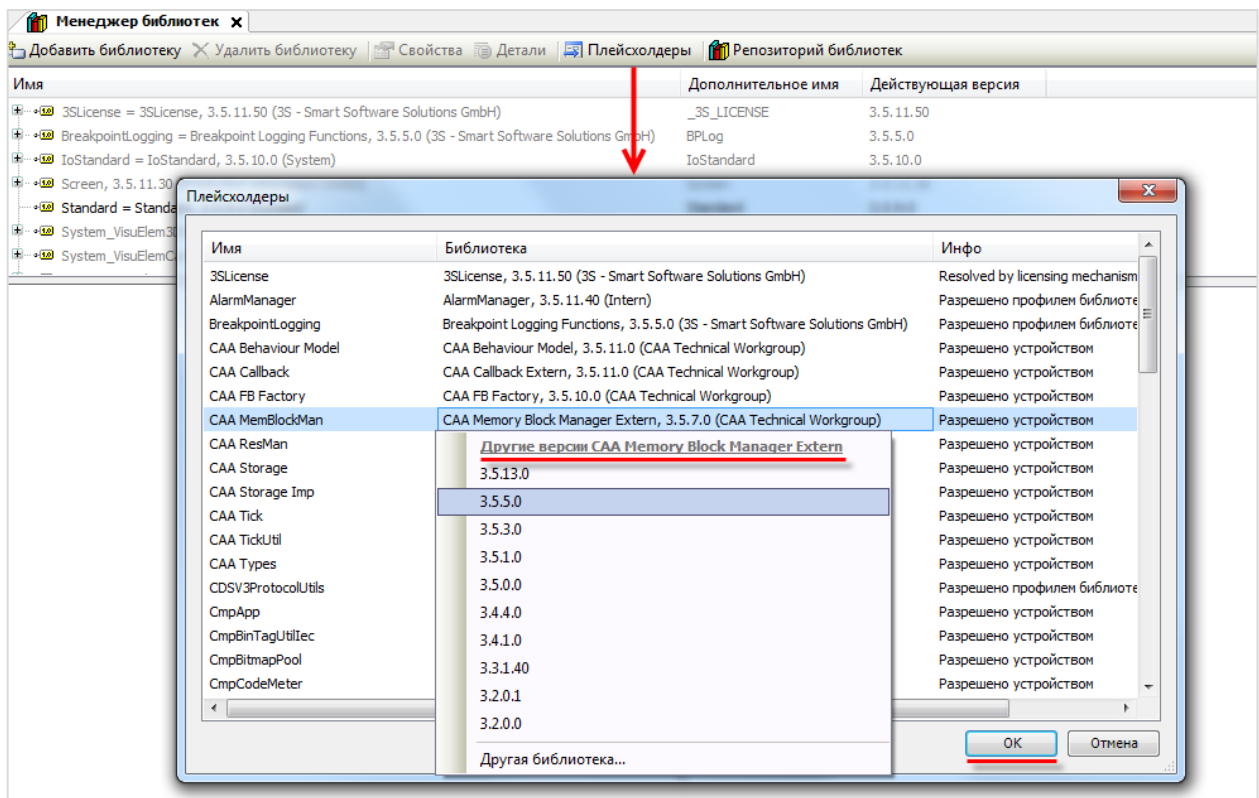 Менеджер библиотек x
Добавить библиотеку Удалить библиотеку Свойства Детали Плейсхолдеры Репозиторий библиотек
Имя Дополнительное имя Действующая версия
3SLicense = 3SLicense, 3.5.11.50 (3S - Smart Software Solutions GmbH) _3S_LICENSE 3.5.11.50
BreakpointLogging = Breakpoint Logging Functions, 3.5.5.0 (3S - Smart Software Solutions GmbH) BPLog 3.5.5.0
IoStandard = IoStandard, 3.5.10.0 (System) IoStandard 3.5.10.0
Screen, 3.5.11.30
Standard = Standa
System_VisuElem3D
System_VisuElemC
Плейсхолдеры
Имя Библиотека Инфо
3SLicense 3SLicense, 3.5.11.50 (3S - Smart Software Solutions GmbH) Resolved by licensing mechanism
AlarmManager AlarmManager, 3.5.11.40 (Intern) Разрешено профилем библиоте
BreakpointLogging Breakpoint Logging Functions, 3.5.5.0 (3S - Smart Software Solutions GmbH) Разрешено профилем библиоте
CAA Behaviour Model CAA Behaviour Model, 3.5.11.0 (CAA Technical Workgroup) Разрешено устройством
CAA Callback CAA Callback Extern, 3.5.11.0 (CAA Technical Workgroup) Разрешено устройством
CAA FB Factory CAA FB Factory, 3.5.10.0 (CAA Technical Workgroup) Разрешено устройством
CAA MemBlockMan CAA Memory Block Manager Extern, 3.5.7.0 (CAA Technical Workgroup) Разрешено устройством
CAA ResMan Разрешено устройством
CAA Storage Разрешено устройством
CAA Storage Imp Разрешено устройством
CAA Tick Разрешено устройством
CAA TickUtil Разрешено устройством
CAA Types Разрешено устройством
CDSV3ProtocolUtils Разрешено профилем библиоте
CmpApp Разрешено устройством
CmpBinTagUtilIec Разрешено устройством
CmpBitmapPool Разрешено устройством
CmpCodeMeter Разрешено устройством
Другие версии CAA Memory Block Manager Extern
3.5.13.0
3.5.5.0
3.5.3.0
3.5.1.0
3.5.0.0
3.4.4.0
3.4.1.0
3.3.1.40
3.2.0.1
3.2.0.0
Другая библиотека...
OK Отмена